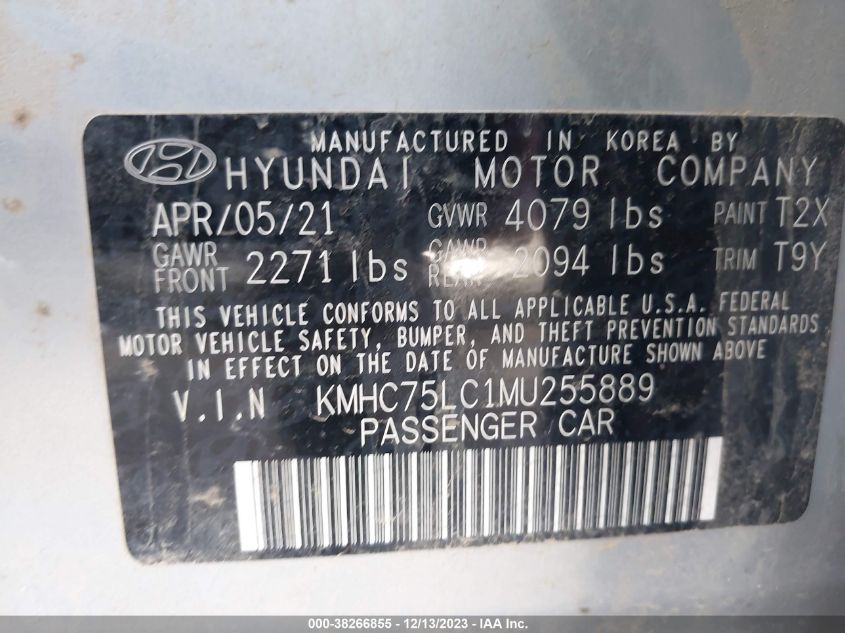 MANUFACTURED IN KOREA BY
HYUNDAI MOTOR COMPANY
APR/05/21 GVWR 4079 lbs PAINT T2X
GAWR FRONT 2271 lbs GAWR REAR 2094 lbs TRIM T9Y
THIS VEHICLE CONFORMS TO ALL APPLICABLE U.S.A. FEDERAL
MOTOR VEHICLE SAFETY, BUMPER, AND THEFT PREVENTION STANDARDS
IN EFFECT ON THE DATE OF MANUFACTURE SHOWN ABOVE
V.I.N KMHC75LC1MU255889
PASSENGER CAR
000-38266855 - 12/13/2023 - IAA Inc.